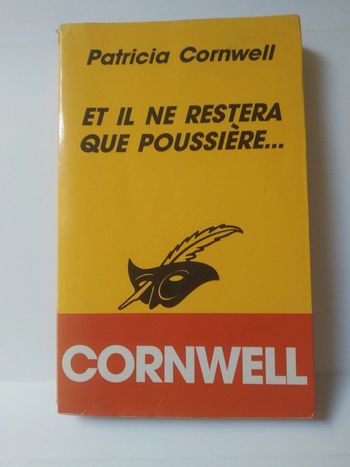 Patricia Cornwell
ET IL NE RESTERA
QUE POUSSIÈRE...
CORNWELL